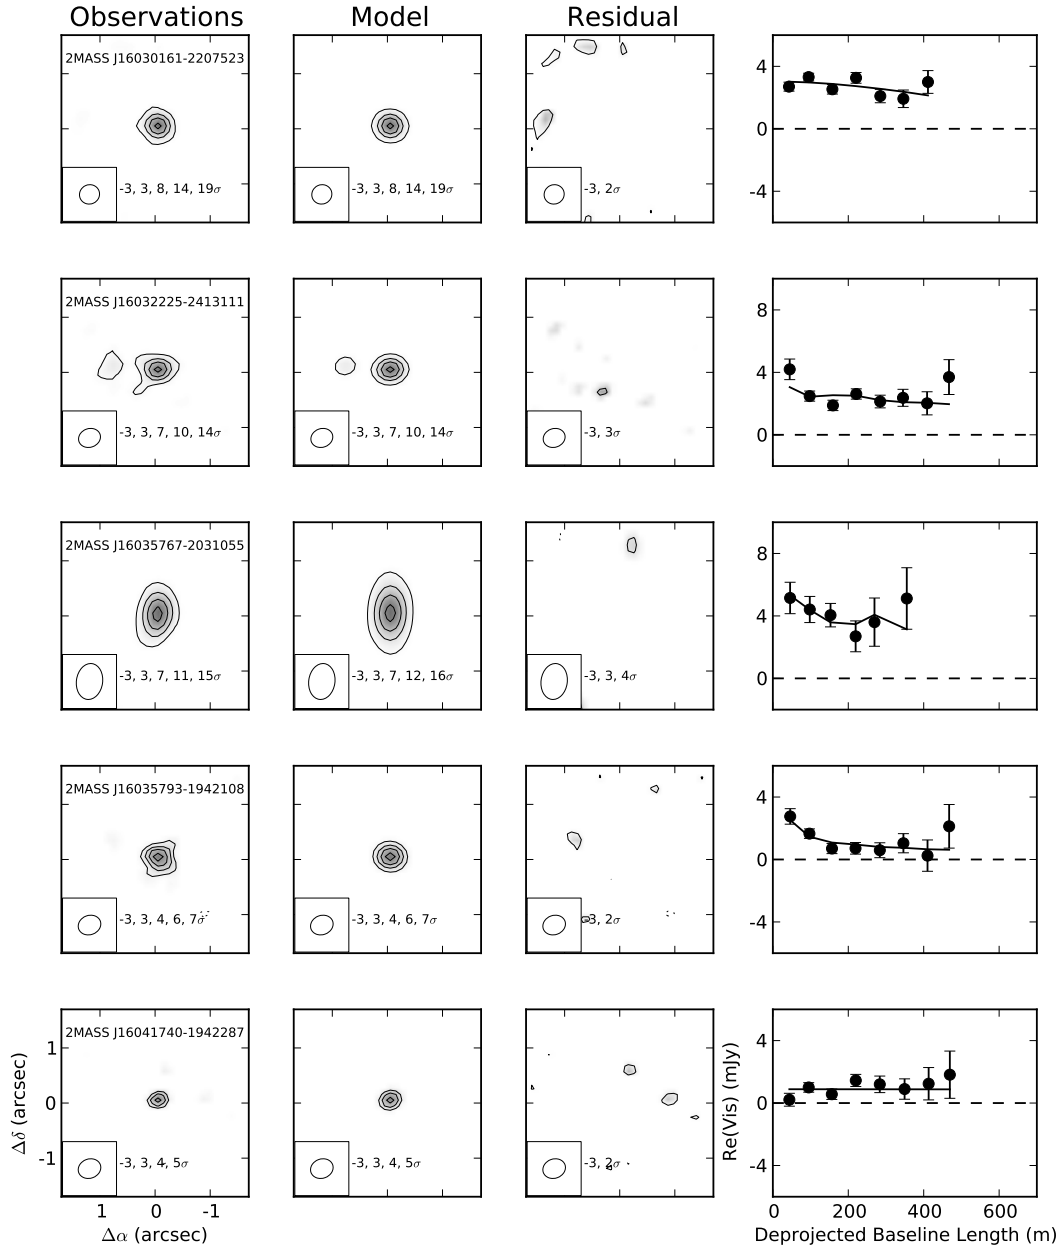 Observations Model Residual
2MASS J16030161-2207523
-3, 3, 8, 14, 19σ
-3, 3, 8, 14, 19σ
-3, 2σ
4
0
-4
2MASS J16032225-2413111
-3, 3, 7, 10, 14σ
-3, 3, 7, 10, 14σ
-3, 3σ
8
4
0
2MASS J16035767-2031055
-3, 3, 7, 11, 15σ
-3, 3, 7, 12, 16σ
-3, 3, 4σ
8
4
0
2MASS J16035793-1942108
-3, 3, 4, 6, 7σ
-3, 3, 4, 6, 7σ
-3, 2σ
4
0
-4
2MASS J16041740-1942287
-3, 3, 4, 5σ
-3, 3, 4, 5σ
-3, 2σ
1
0
-1
Δδ (arcsec)
1 0 -1
Δα (arcsec)
4
0
-4
Re(Vis) (mJy)
0 200 400 600
Deprojected Baseline Length (m)